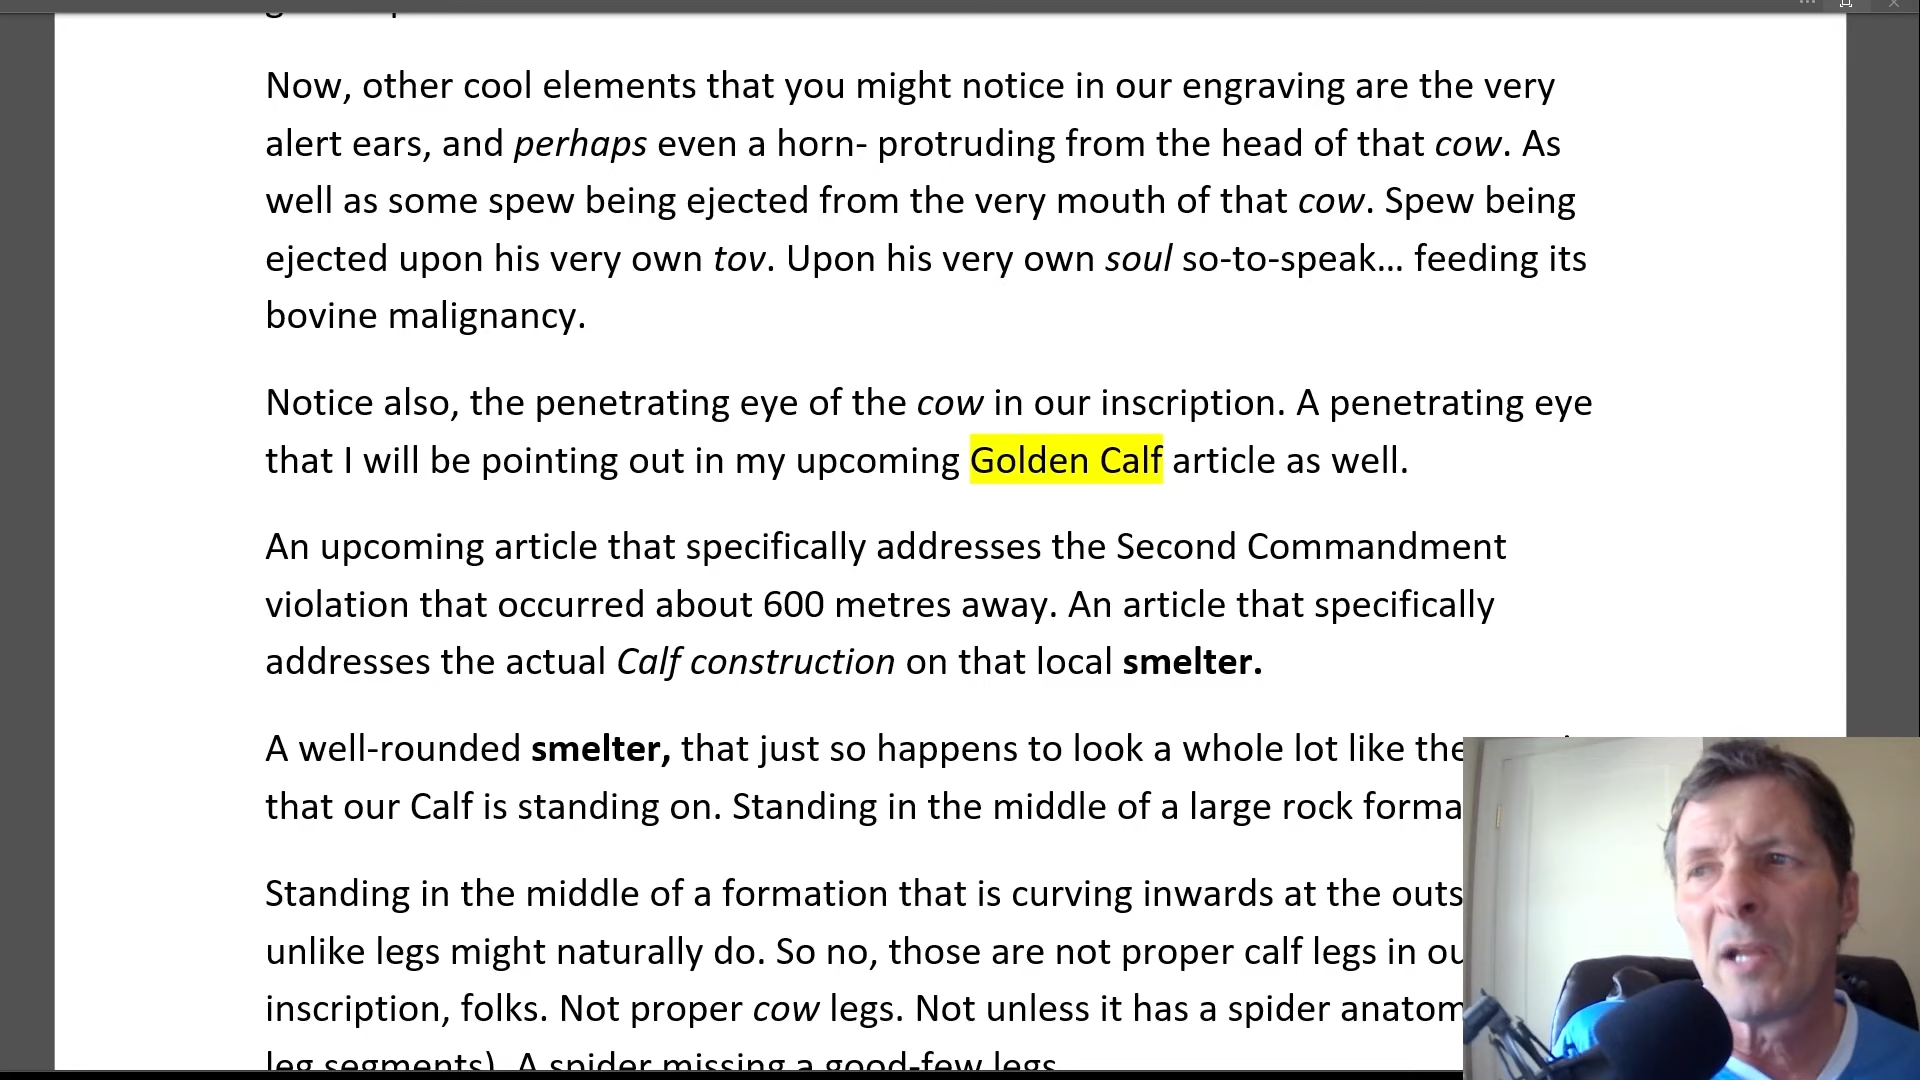 Now, other cool elements that you might notice in our engraving are the very
alert ears, and perhaps even a horn- protruding from the head of that cow. As
well as some spew being ejected from the very mouth of that cow. Spew being
ejected upon his very own tov. Upon his very own soul so-to-speak... feeding its
bovine malignancy.
Notice also, the penetrating eye of the cow in our inscription. A penetrating eye
that I will be pointing out in my upcoming Golden Calf article as well.
An upcoming article that specifically addresses the Second Commandment
violation that occurred about 600 metres away. An article that specifically
addresses the actual Calf construction on that local smelter.
A well-rounded smelter, that just so happens to look a whole lot like the
that our Calf is standing on. Standing in the middle of a large rock forma
Standing in the middle of a formation that is curving inwards at the outs
unlike legs might naturally do. So no, those are not proper calf legs in ou
inscription, folks. Not proper cow legs. Not unless it has a spider anatom
leg segments). A spider missing a good-few legs